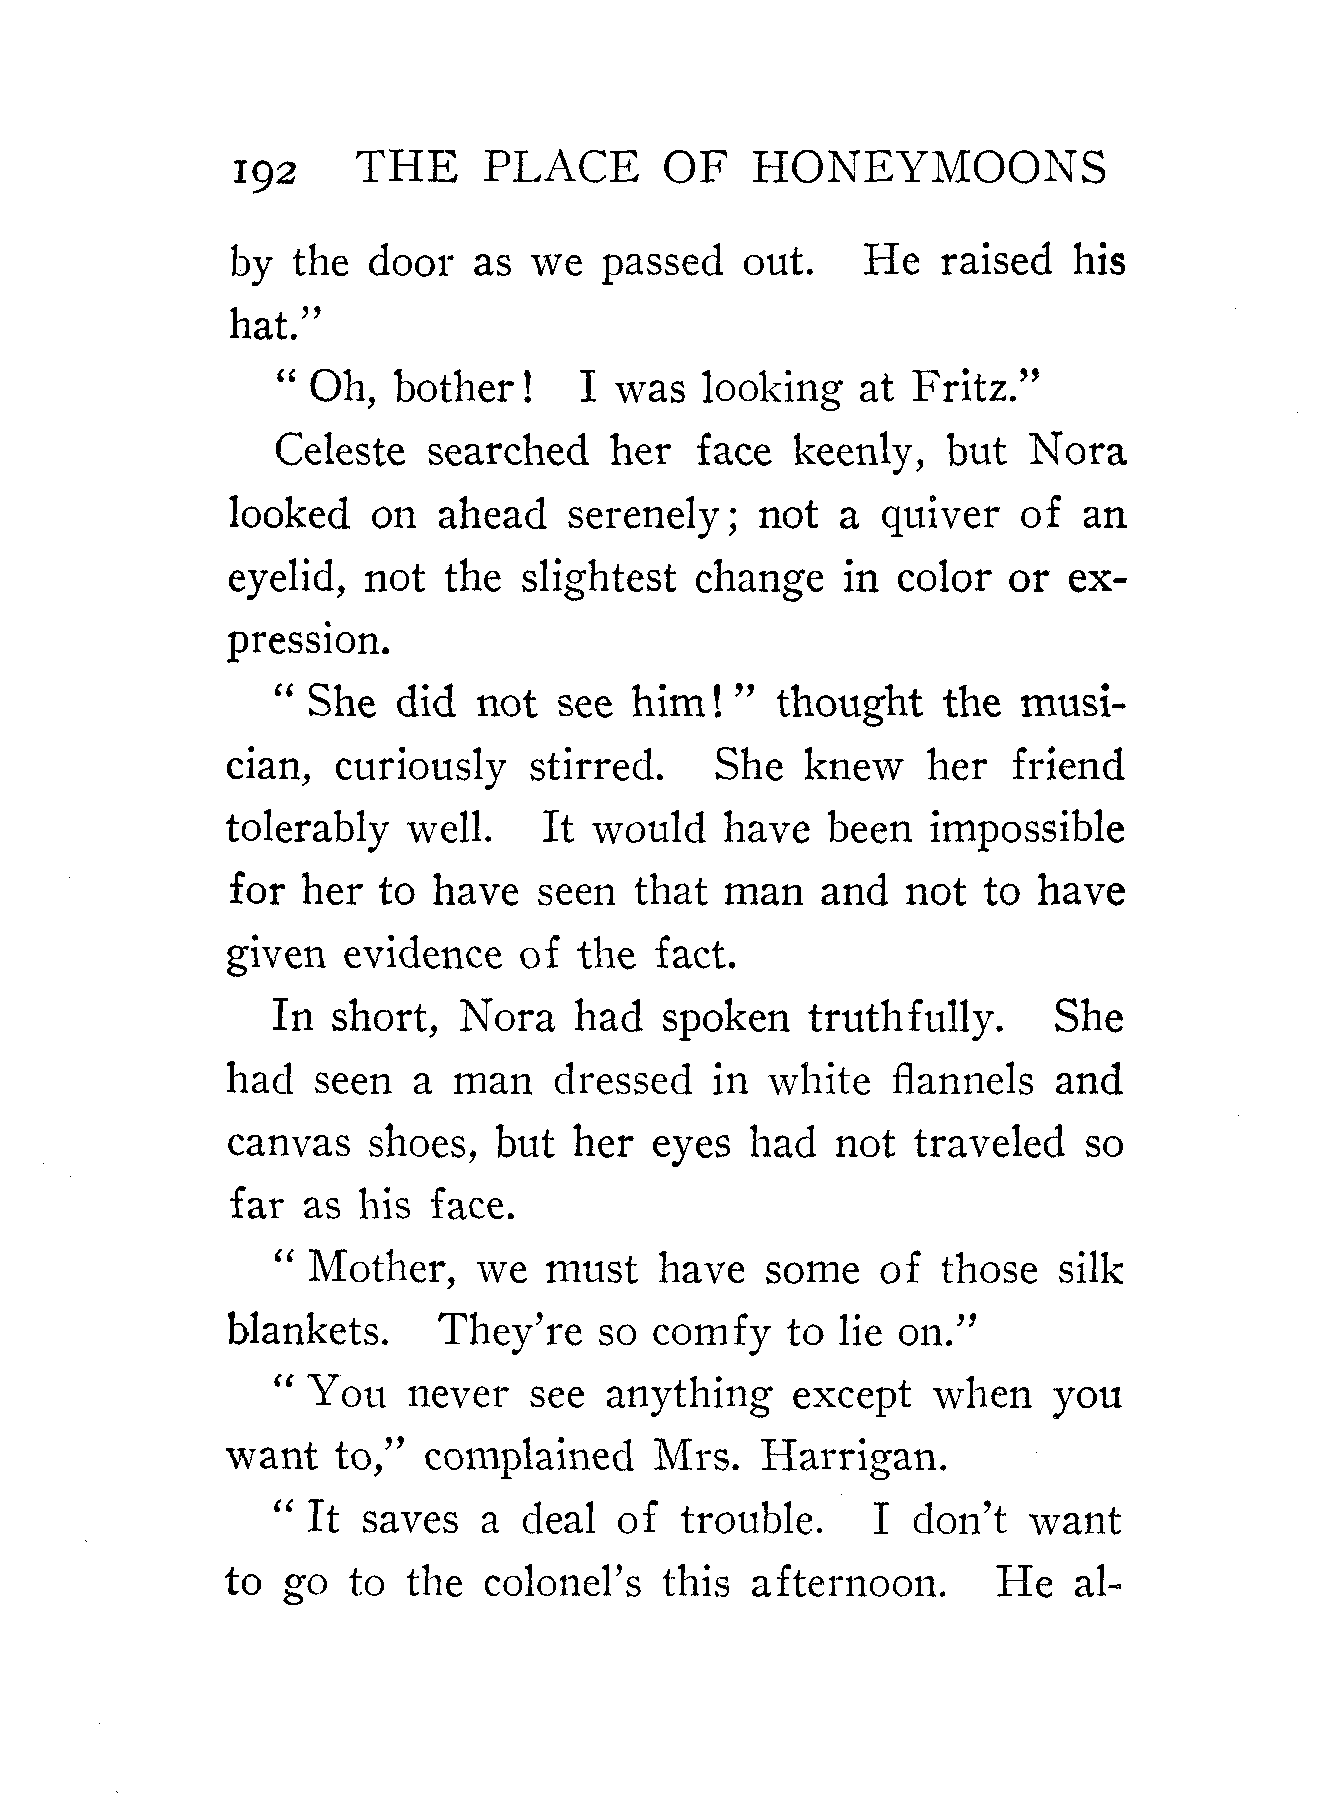 192 THE PLACE OF HONEYMOONS
by the door as we passed out. He raised his
hat."
" Oh, bother! I was looking at Fritz."
Celeste searched her face keenly, but Nora
looked on ahead serenely; not a quiver of an
eyelid, not the slightest change in color or ex-
pression.
" She did not see him! " thought the musi-
cian, curiously stirred. She knew her friend
tolerably well. It would have been impossible
for her to have seen that man and not to have
given evidence of the fact.
In short, Nora had spoken truthfully. She
had seen a man dressed in white flannels and
canvas shoes, but her eyes had not traveled so
far as his face.
" Mother, we must have some of those silk
blankets. They're so comfy to lie on."
" You never see anything except when you
want to," complained Mrs. Harrigan.
" It saves a deal of trouble. I don't want
to go to the colonel's this afternoon. He al-